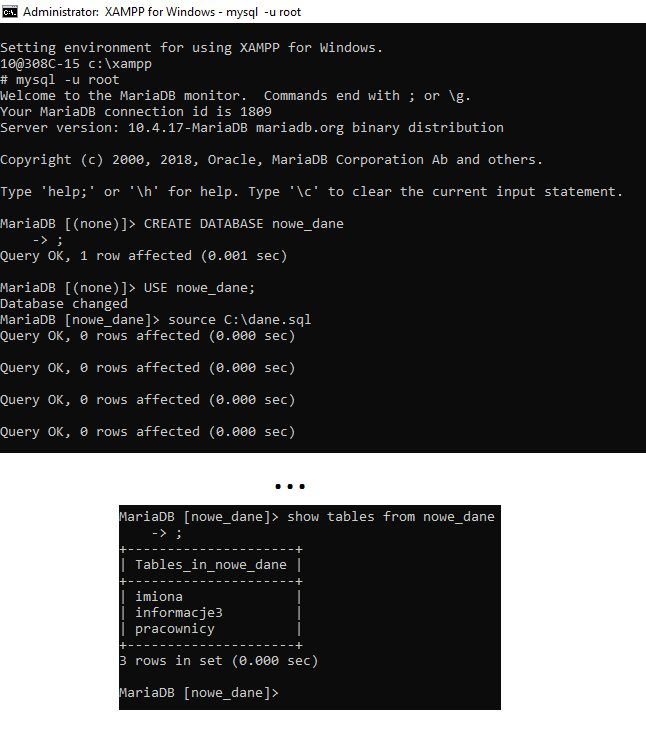 Administrator: XAMPP for Windows - mysql -u root
Setting environment for using XAMPP for Windows.
10@308C-15 c:\xampp
# mysql -u root
Welcome to the MariaDB monitor.  Commands end with ; or \g.
Your MariaDB connection id is 1809
Server version: 10.4.17-MariaDB mariadb.org binary distribution
Copyright (c) 2000, 2018, Oracle, MariaDB Corporation Ab and others.
Type 'help;' or '\h' for help. Type '\c' to clear the current input statement.
MariaDB [(none)]> CREATE DATABASE nowe_dane
    -> ;
Query OK, 1 row affected (0.001 sec)
MariaDB [(none)]> USE nowe_dane;
Database changed
MariaDB [nowe_dane]> source C:\dane.sql
Query OK, 0 rows affected (0.000 sec)
Query OK, 0 rows affected (0.000 sec)
Query OK, 0 rows affected (0.000 sec)
Query OK, 0 rows affected (0.000 sec)
...
MariaDB [nowe_dane]> show tables from nowe_dane
    -> ;
+---------------------+
| Tables_in_nowe_dane |
+---------------------+
| imiona              |
| informacje3         |
| pracownicy          |
+---------------------+
3 rows in set (0.000 sec)
MariaDB [nowe_dane]>